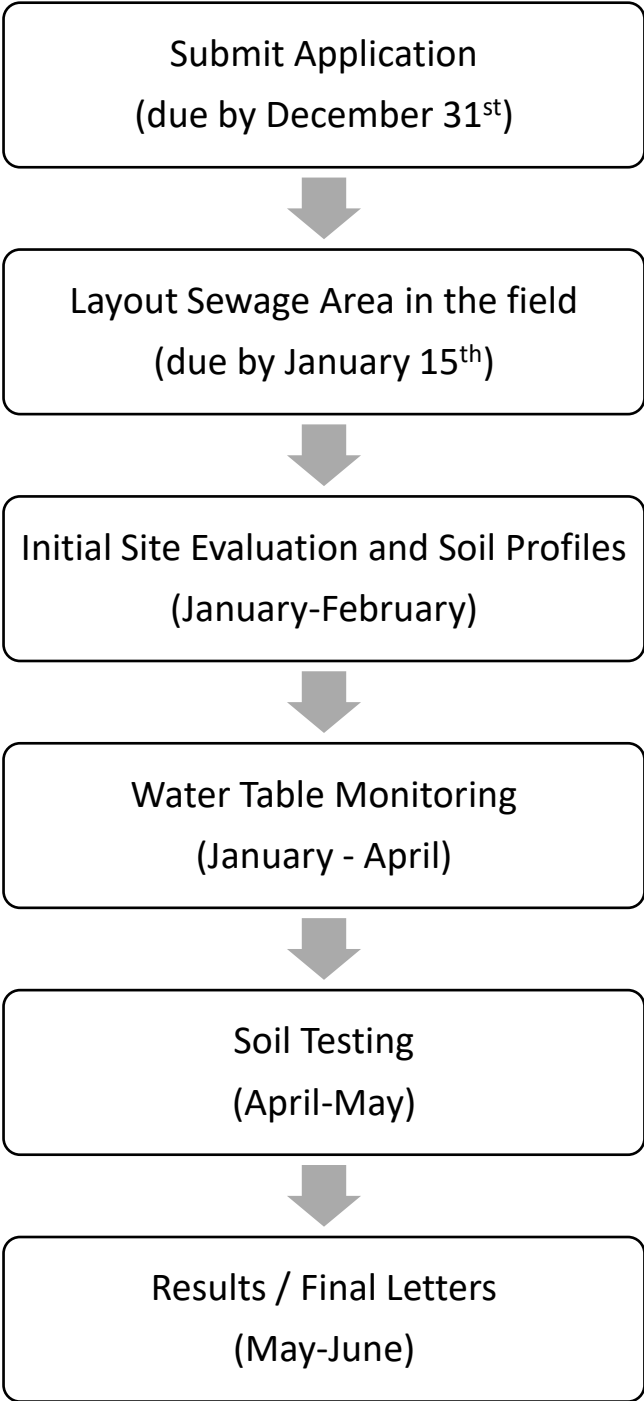 Submit Application
(due by December 31st)
Layout Sewage Area in the field
(due by January 15th)
Initial Site Evaluation and Soil Profiles
(January-February)
Water Table Monitoring
(January - April)
Soil Testing
(April-May)
Results / Final Letters
(May-June)